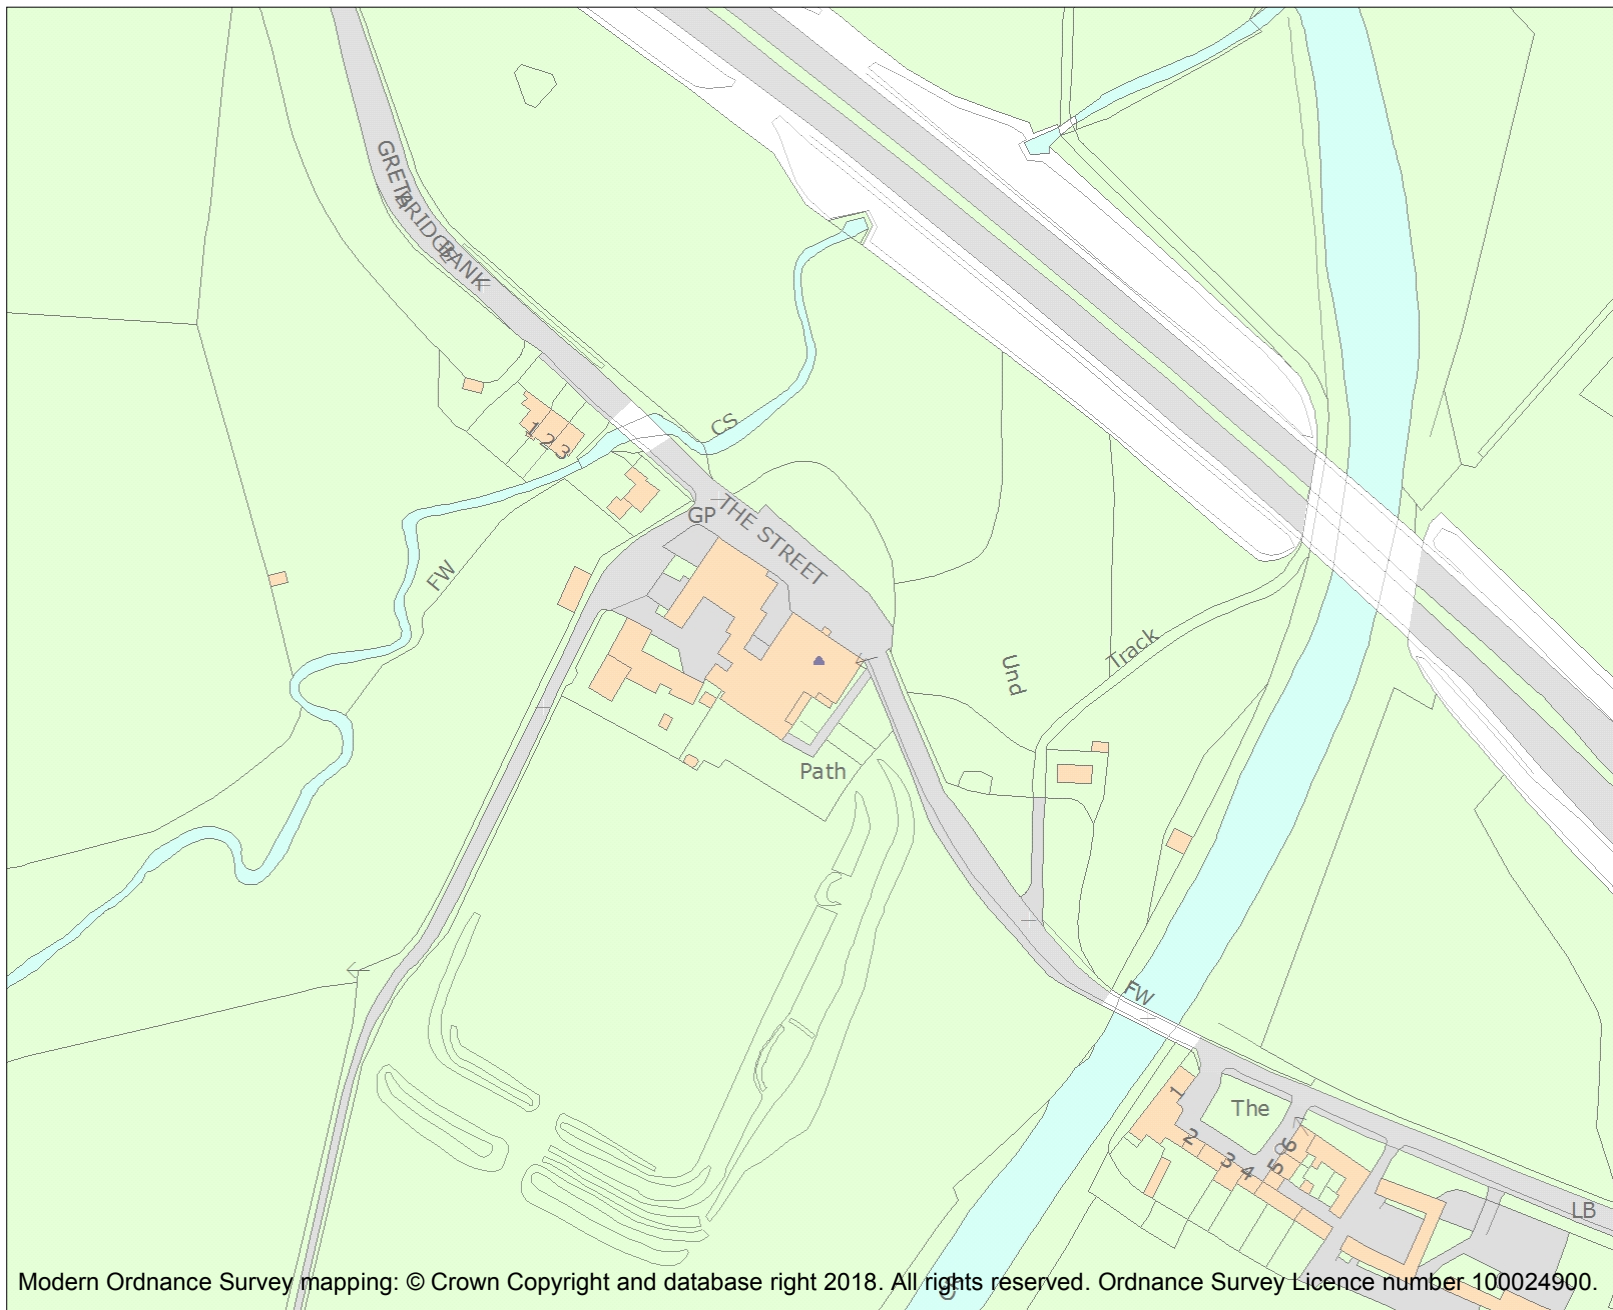 GRETA
BRIDGE
BANK
CS
1 2 3
THE STREET
GP
FW
Track
Und
Path
FW
1
The
2
3
4
5
6
LB
CR
Modern Ordnance Survey mapping: © Crown Copyright and database right 2018. All rights reserved. Ordnance Survey Licence number 100024900.